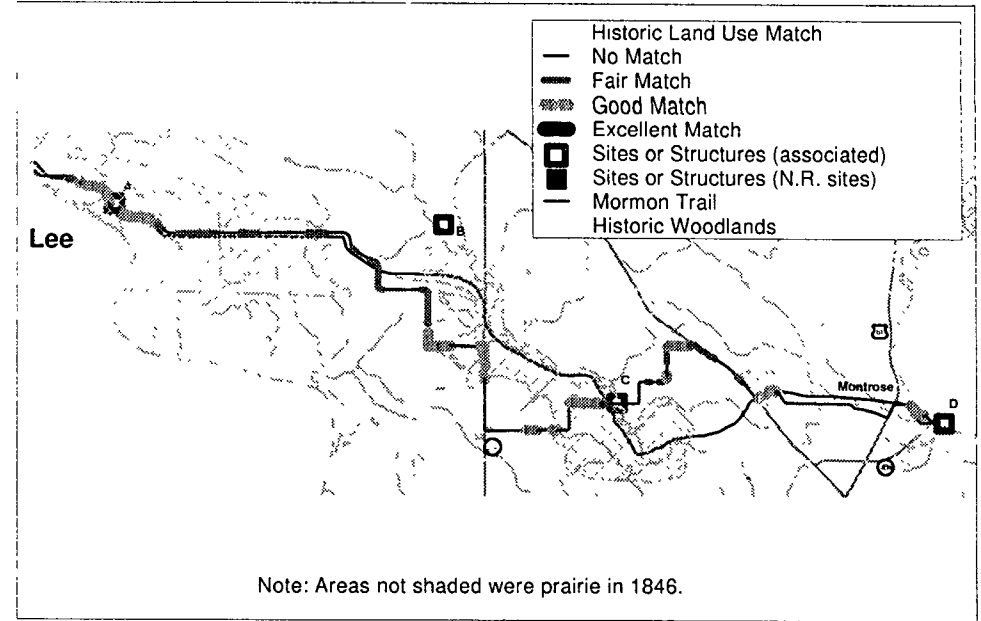 Historic Land Use Match
No Match
Fair Match
Good Match
Excellent Match
Sites or Structures (associated)
Sites or Structures (N.R. sites)
Mormon Trail
Historic Woodlands
A
Lee
B
C
Montrose
D
Note: Areas not shaded were prairie in 1846.